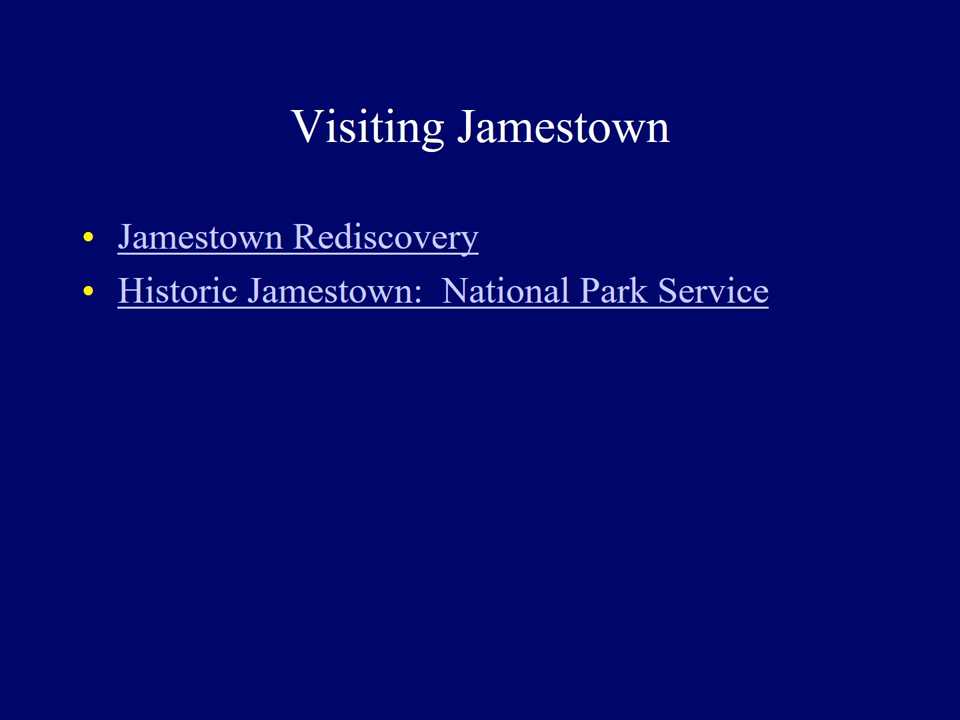 Visiting Jamestown
• Jamestown Rediscovery
• Historic Jamestown:  National Park Service